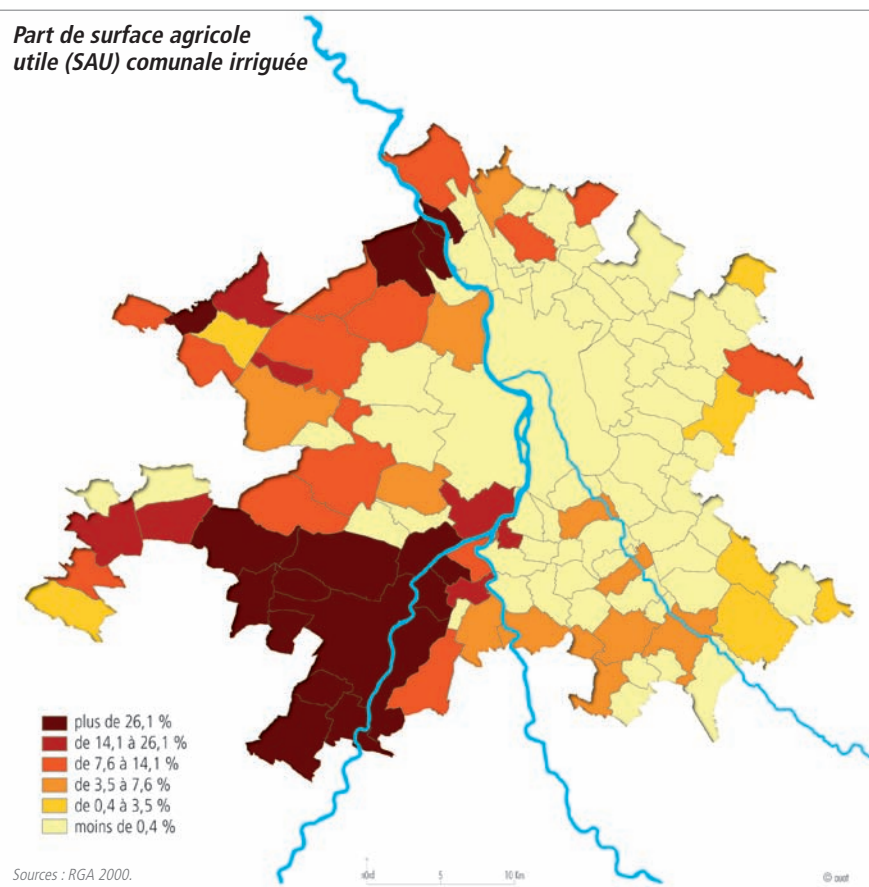 Part de surface agricole
utile (SAU) comunale irriguée
plus de 26,1 %
de 14,1 à 26,1 %
de 7,6 à 14,1 %
de 3,5 à 7,6 %
de 0,4 à 3,5 %
moins de 0,4 %
Sources : RGA 2000.
5
10 Km
©